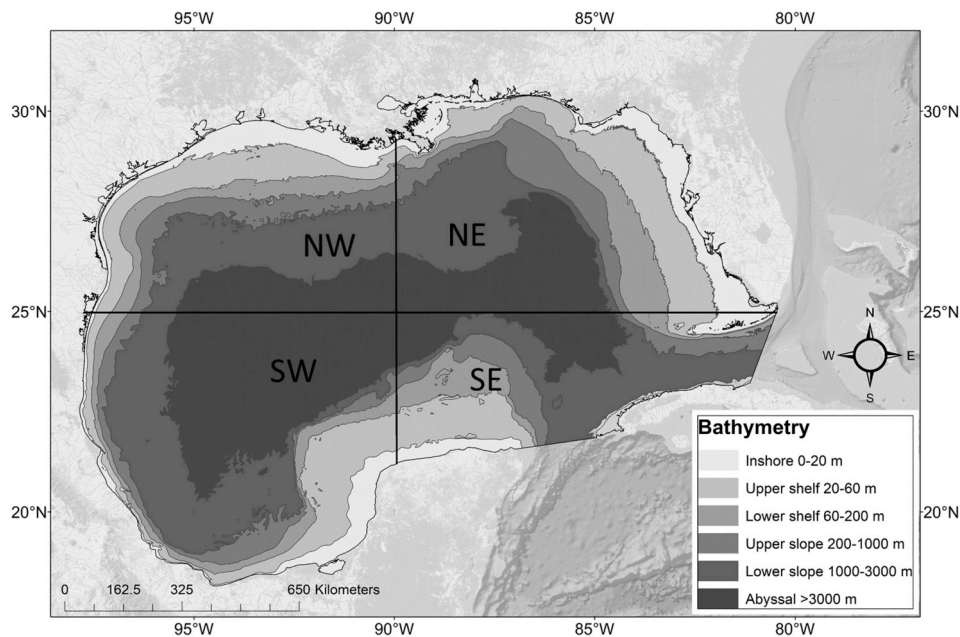 95°W 90°W 85°W 80°W
30°N 30°N
NW NE
25°N 25°N
N
W E
S
SW SE
Bathymetry
Inshore 0-20 m
Upper shelf 20-60 m
Lower shelf 60-200 m
20°N 20°N
Upper slope 200-1000 m
Lower slope 1000-3000 m
Abyssal >3000 m
0 162.5 325 650 Kilometers
95°W 90°W 85°W 80°W